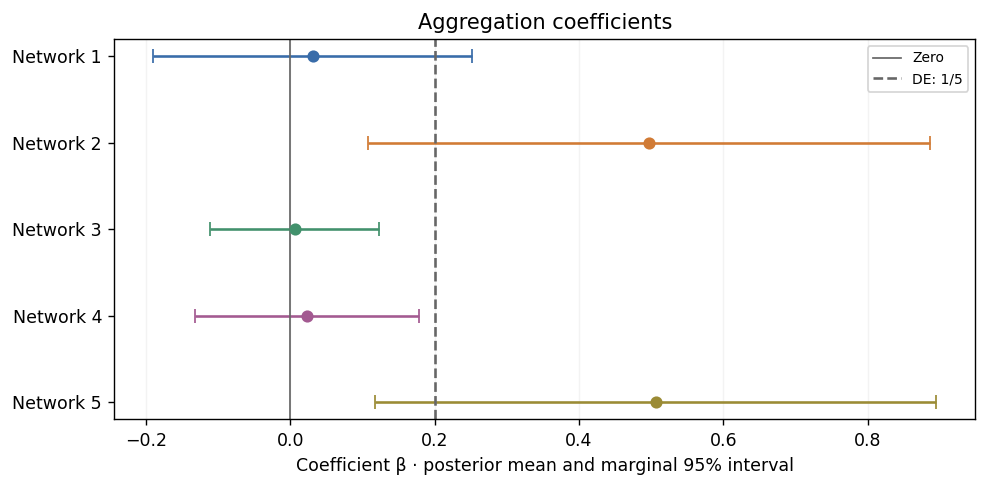 Aggregation coefficients
Network 1
Network 2
Network 3
Network 4
Network 5
Zero
DE: 1/5
−0.2 0.0 0.2 0.4 0.6 0.8
Coefficient β · posterior mean and marginal 95% interval